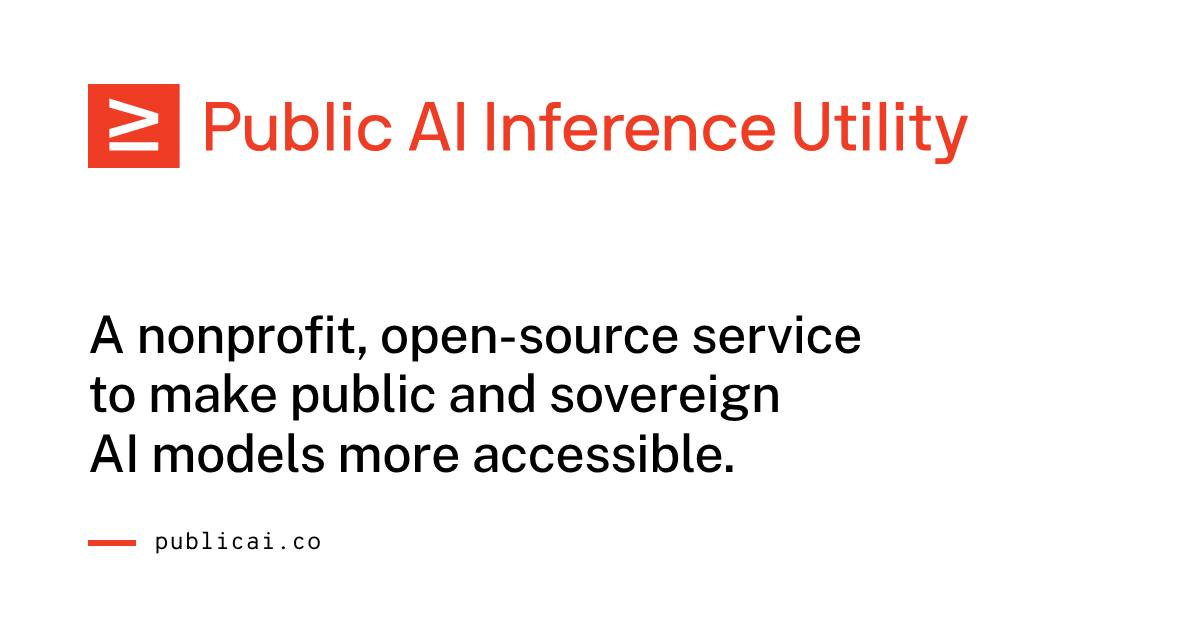 ≥ Public AI Inference Utility
A nonprofit, open-source service
to make public and sovereign
AI models more accessible.
publicai.co